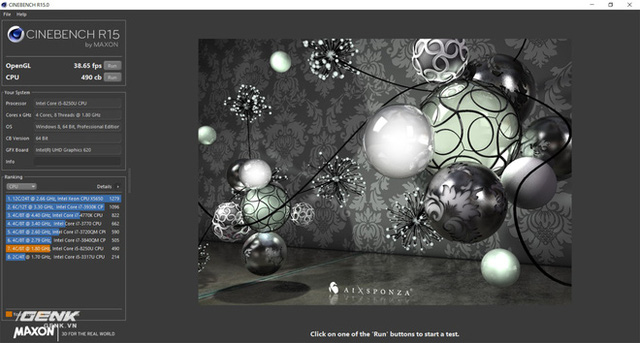 CINEBENCH R15.0
File Help
CINEBENCH R15
by MAXON
OpenGL 38.65 fps Run
CPU 490 cb Run
Your System
Processor Intel Core i5-8250U CPU
Cores x GHz 4 Cores, 8 Threads @ 1.80 GHz
OS Windows 8, 64 Bit, Professional Edition
CB Version 64 Bit
GFX Board Intel(R) UHD Graphics 620
Info
Ranking
CPU Details
1. 12C/24T @ 2.66 GHz, Intel Xeon CPU X5650 1279
2. 6C/12T @ 3.30 GHz, Intel Core i7-3930K CP 1096
3. 4C/8T @ 4.40 GHz, Intel Core i7-4770K CPU 822
4. 4C/8T @ 3.40 GHz, Intel Core i7-3770 CPU 662
5. 4C/8T @ 2.60 GHz, Intel Core i7-3720QM CPU 590
6. 4C/8T @ 2.79 GHz, Intel Core i7-3840QM CPU 505
7. 4C/8T @ 1.80 GHz, Intel Core i5-8250U CPU 490
8. 2C/4T @ 1.70 GHz, Intel Core i5-3317U CPU 214
AIXSPONZA
GENK
GENK.VN
MAXON 3D FOR THE REAL WORLD
Click on one of the 'Run' buttons to start a test.